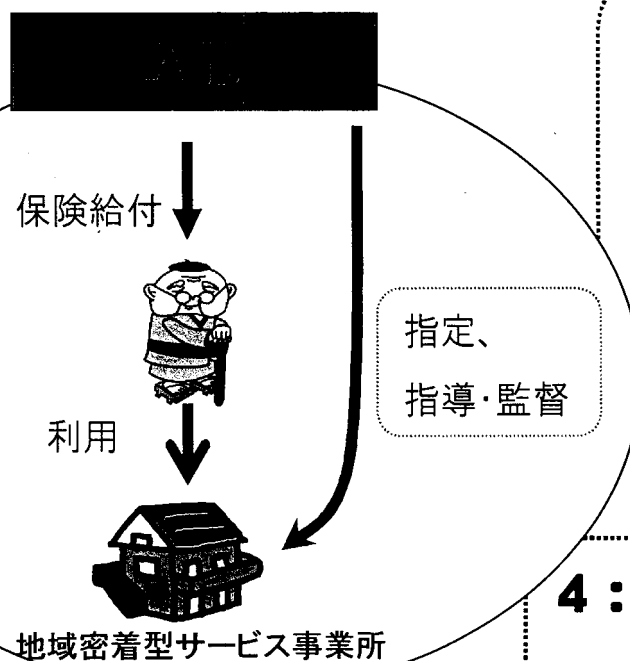 保険給付
指定、
指導・監督
利用
4：
地域密着型サービス事業所